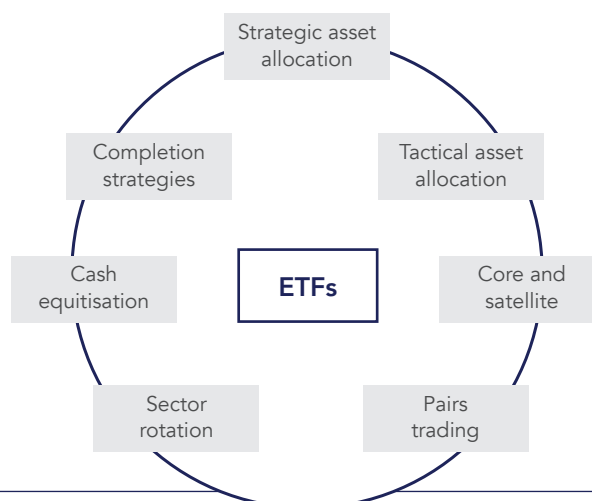 Strategic asset
allocation
Completion
strategies
Tactical asset
allocation
Cash
equitisation
ETFs
Core and
satellite
Sector
rotation
Pairs
trading